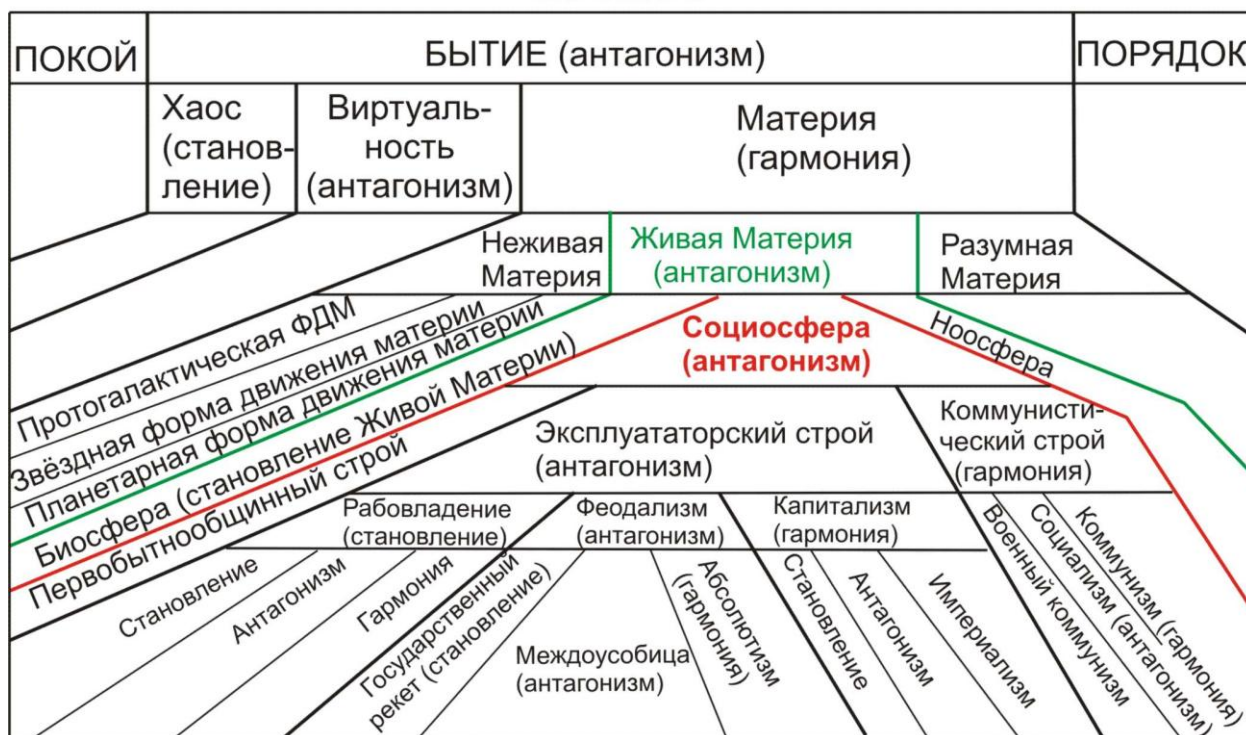 ПОКОЙ
БЫТИЕ (антагонизм)
ПОРЯДОК
Хаос
(станов-
ление)
Виртуаль-
ность
(антагонизм)
Материя
(гармония)
Неживая
Материя
Живая Материя
(антагонизм)
Разумная
Материя
Протогалактическая ФДМ
Звёздная форма движения материи
Планетарная форма движения материи
Биосфера (становление Живой Материи)
Социосфера
(антагонизм)
Ноосфера
Первобытнообщинный строй
Эксплуататорский строй
(антагонизм)
Коммунисти-
ческий строй
(гармония)
Рабовладение
(становление)
Феодализм
(антагонизм)
Капитализм
(гармония)
Становление
Антагонизм
Гармония
Государственный
рекет (становление)
Междоусобица
(антагонизм)
Абсолютизм
(гармония)
Становление
Антагонизм
Империализм
Военный коммунизм
Социализм (антагонизм)
Коммунизм (гармония)